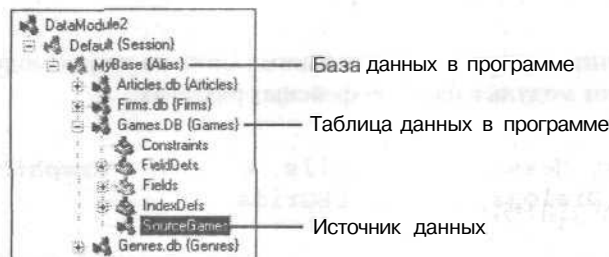 DataModule2
Default {Session}
MyBase {Alias} База данных в программе
Articles.db {Articles}
Firms.db {Firms}
Games.DB {Games} Таблица данных в программе
Constraints
FieldDefs
Fields
IndexDefs
SourceGames Источник данных
Genres.db {Genres}